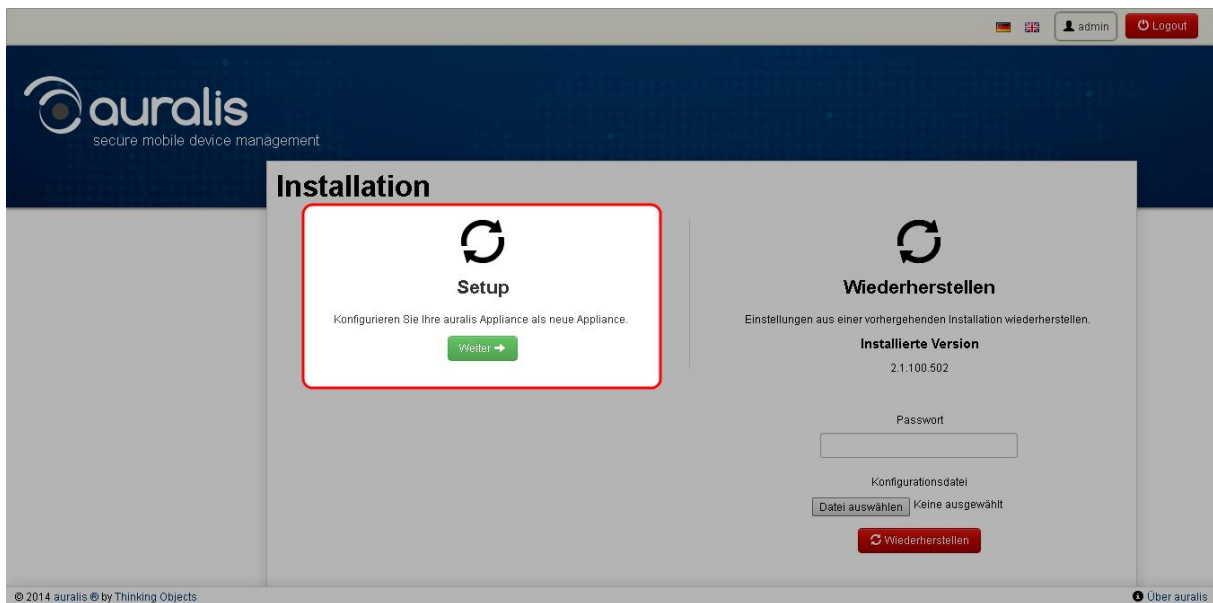 admin
Logout
auralis
secure mobile device management
Installation
Setup
Konfigurieren Sie Ihre auralis Appliance als neue Appliance.
Weiter
Wiederherstellen
Einstellungen aus einer vorhergehenden Installation wiederherstellen.
Installierte Version
2.1.100.502
Passwort
Konfigurationsdatei
Datei auswählen Keine ausgewählt
Wiederherstellen
© 2014 auralis ® by Thinking Objects
Über auralis